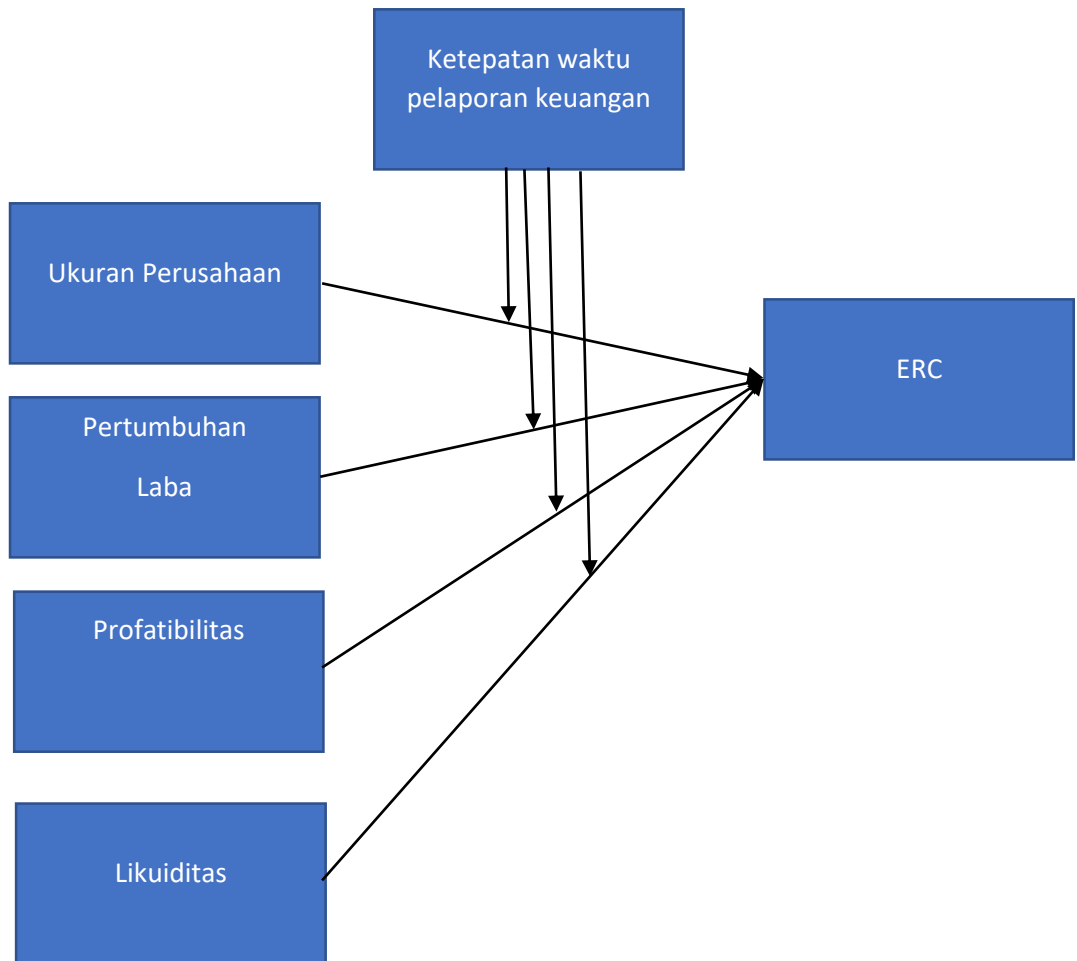 Ketepatan waktu
pelaporan keuangan
Ukuran Perusahaan
ERC
Pertumbuhan
Laba
Profatibilitas
Likuiditas